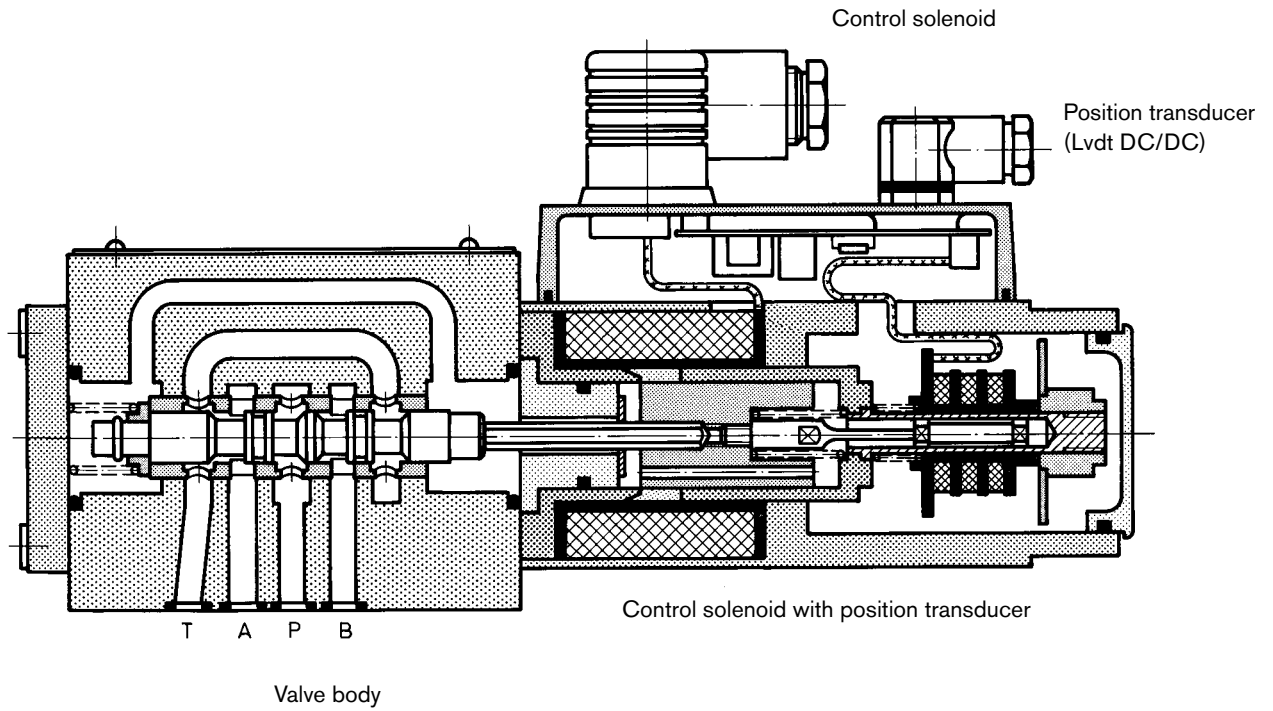 Control solenoid
Position transducer
(Lvdt DC/DC)
Control solenoid with position transducer
T A P B
Valve body